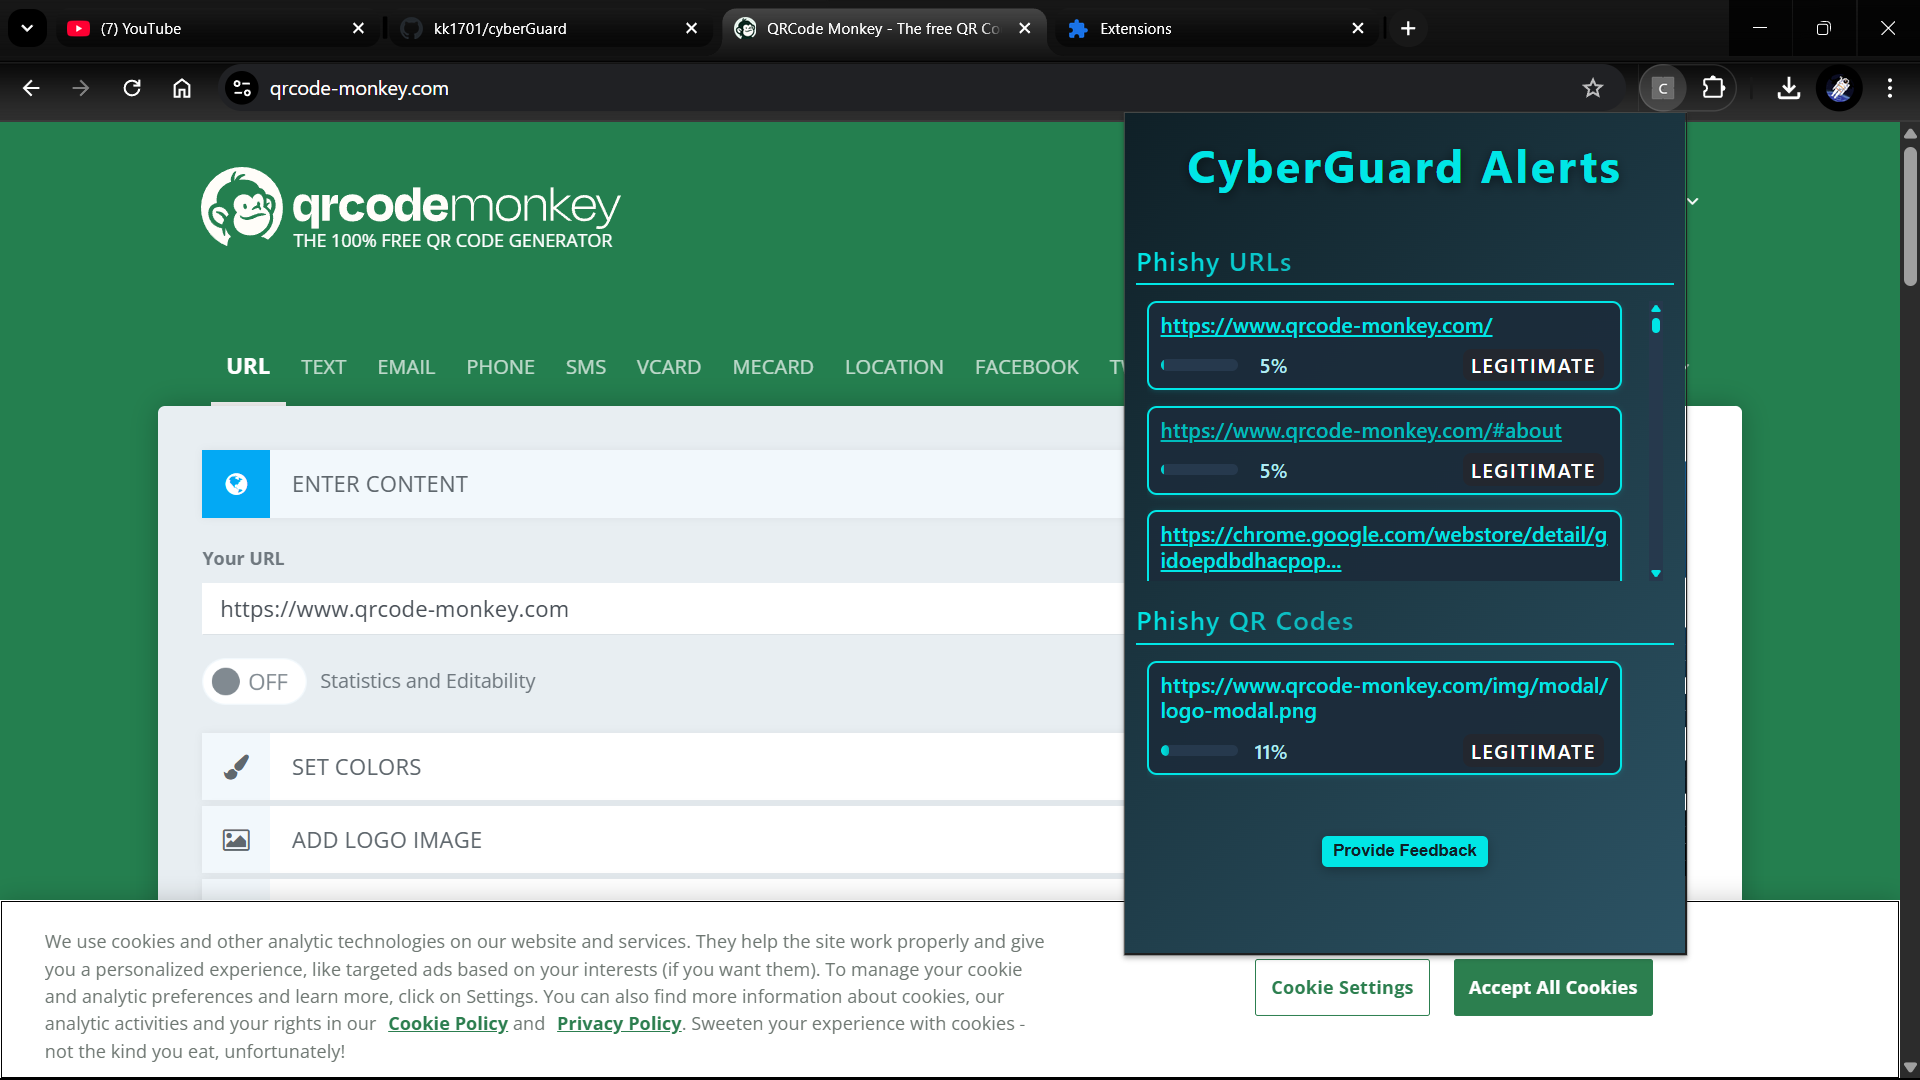 (7) YouTube
kk1701/cyberGuard
QRCode Monkey - The free QR Co
Extensions
qrcode-monkey.com
C
qrcodemonkey
THE 100% FREE QR CODE GENERATOR
URL TEXT EMAIL PHONE SMS VCARD MECARD LOCATION FACEBOOK
ENTER CONTENT
Your URL
https://www.qrcode-monkey.com
OFF Statistics and Editability
SET COLORS
ADD LOGO IMAGE
CyberGuard Alerts
Phishy URLs
https://www.qrcode-monkey.com/
5% LEGITIMATE
https://www.qrcode-monkey.com/#about
5% LEGITIMATE
https://chrome.google.com/webstore/detail/g
idoepdbdhacpop...
Phishy QR Codes
https://www.qrcode-monkey.com/img/modal/
logo-modal.png
11% LEGITIMATE
Provide Feedback
We use cookies and other analytic technologies on our website and services. They help the site work properly and give
you a personalized experience, like targeted ads based on your interests (if you want them). To manage your cookie
and analytic preferences and learn more, click on Settings. You can also find more information about cookies, our
analytic activities and your rights in our Cookie Policy and Privacy Policy. Sweeten your experience with cookies -
not the kind you eat, unfortunately!
Cookie Settings
Accept All Cookies